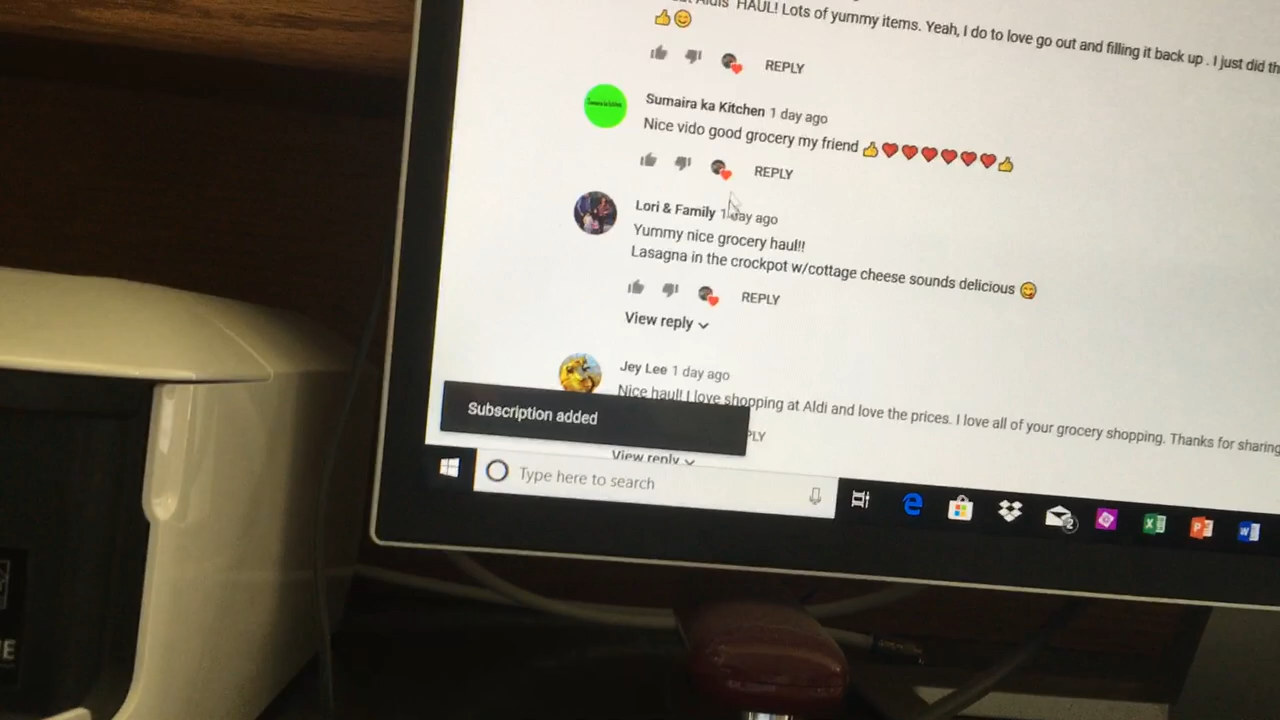 HAUL! Lots of yummy items. Yeah, I do to love go out and filling it back up . I just did
👍😊
REPLY
Sumaira ka Kitchen 1 day ago
Nice vido good grocery my friend 👍❤️❤️❤️❤️❤️❤️👍
REPLY
Lori & Family 1 day ago
Yummy nice grocery haul!!
Lasagna in the crockpot w/cottage cheese sounds delicious 😋
REPLY
View reply
Jey Lee 1 day ago
Nice haul! I love shopping at Aldi and love the prices. I love all of your grocery shopping. Thanks for sharing
Subscription added
PLY
View reply
Type here to search
2